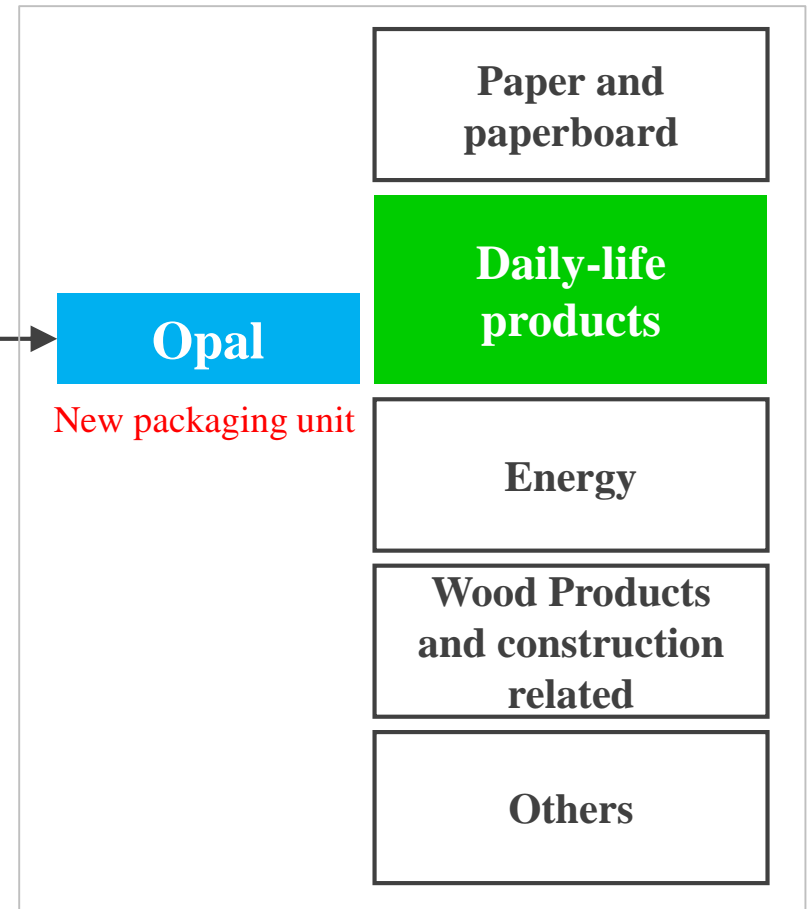 Paper and
paperboard
Daily-life
products
Opal
New packaging unit
Energy
Wood Products
and construction
related
Others